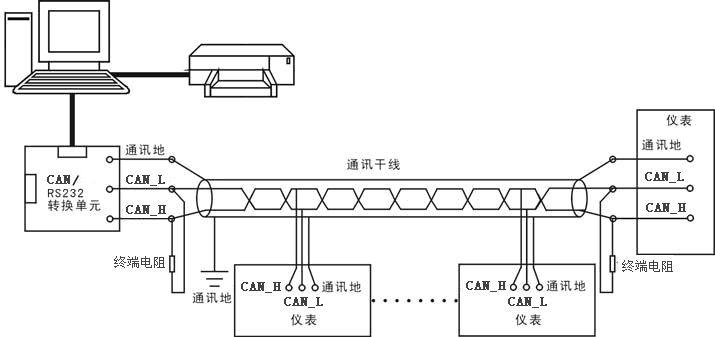 仪表
通讯地
通讯干线
通讯地
CAN/
RS232
转换单元
CAN_L
CAN_L
CAN_H
CAN_H
终端电阻
终端电阻
通讯地
CAN_H
通讯地
CAN_L
仪表
CAN_H
通讯地
CAN_L
仪表